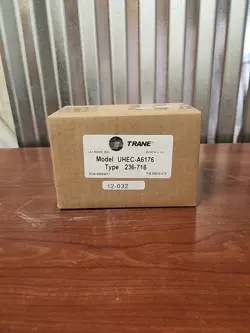 TRANE
Model UHEC-A6176
Type 236-716
12-032